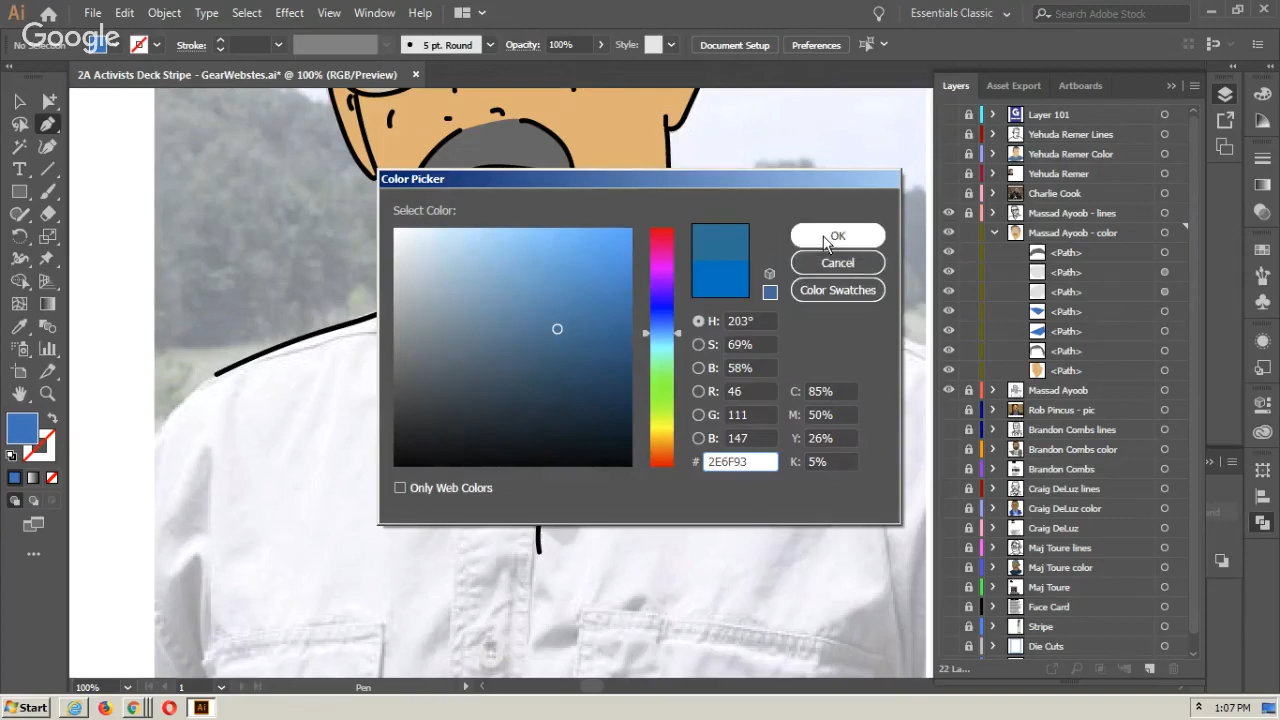 Ai File Edit Object Type Select Effect View Window Help Essentials Classic Search Adobe Stock
Google
No Selection Stroke: 5 pt. Round Opacity: 100% Style: Document Setup Preferences
2A Activists Deck Stripe - GearWebstes.ai* @ 100% (RGB/Preview) ×
Layers Asset Export Artboards
Layer 101
Yehuda Remer Lines
Yehuda Remer Color
Yehuda Remer
Charlie Cook
Massad Ayoob - lines
Massad Ayoob - color
<Path>
<Path>
<Path>
<Path>
<Path>
<Path>
<Path>
Massad Ayoob
Rob Pincus - pic
Brandon Combs lines
Brandon Combs color
Brandon Combs
Craig DeLuz lines
Craig DeLuz color
Craig DeLuz
Maj Toure lines
Maj Toure color
Maj Toure
Face Card
Stripe
Die Cuts
22 La...
Color Picker
Select Color:
OK
Cancel
Color Swatches
H: 203°
S: 69%
B: 58%
R: 46 C: 85%
G: 111 M: 50%
B: 147 Y: 26%
# 2E6F93 K: 5%
Only Web Colors
100% 1 Pen
Start Ai 1:07 PM